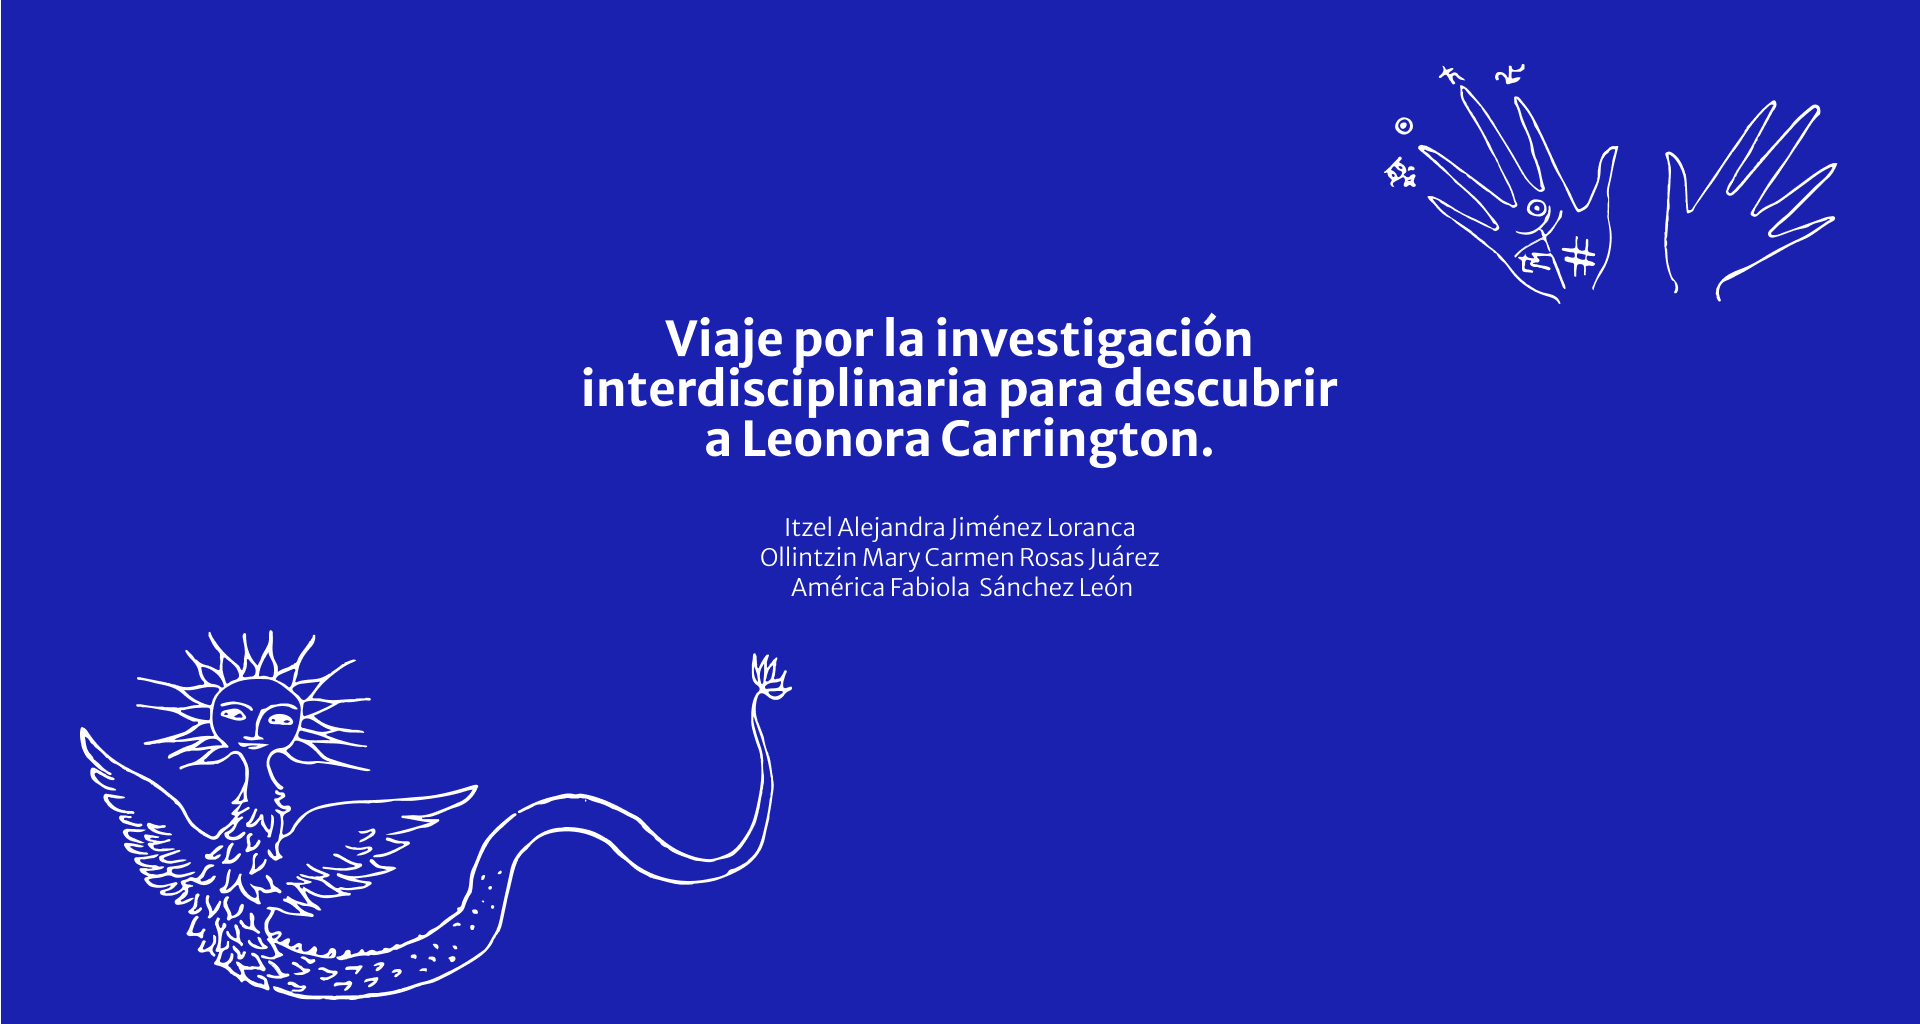 Viaje por la investigación
interdisciplinaria para descubrir
a Leonora Carrington.
Itzel Alejandra Jiménez Loranca
Ollintzin Mary Carmen Rosas Juárez
América Fabiola  Sánchez León